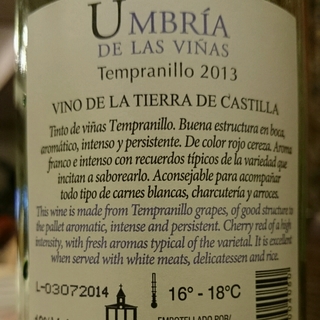 UMBRÍA
DE LAS VIÑAS
Tempranillo 2013
VINO DE LA TIERRA DE CASTILLA
Tinto de viñas Tempranillo. Buena estructura en boca,
aromático, intenso y persistente. De color rojo cereza. Aroma
franco e intenso con recuerdos típicos de la variedad que
incitan a saborearlo. Aconsejable para acompañar
todo tipo de carnes blancas, charcutería y arroces.
This wine is made from Tempranillo grapes, of good structure in
the pallet aromatic, intense and persistent. Cherry red of a high
intensity, with fresh aromas typical of the varietal. It is excellent
when served with white meats, delicatessen and rice.
L-03072014
16° - 18°C
EMBOTELLADO POR/